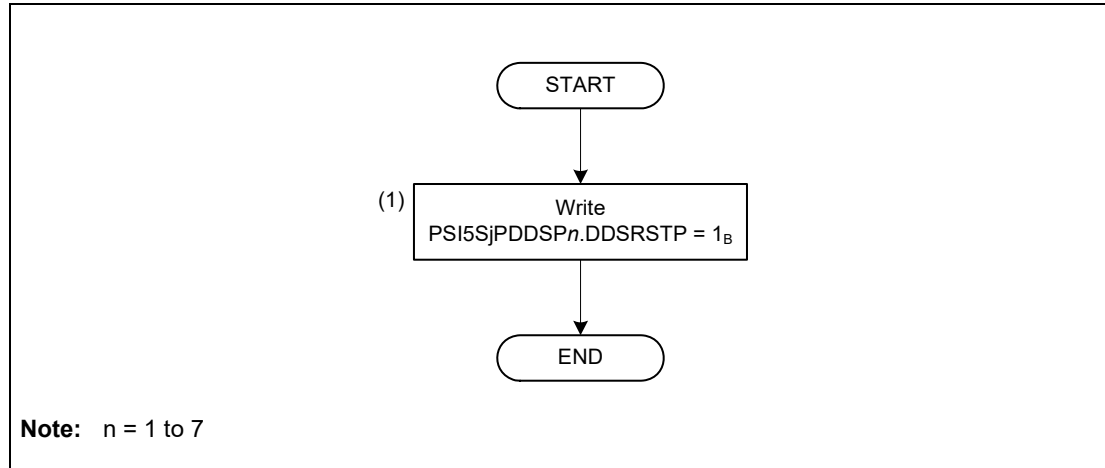 START
(1)
Write
PSI5SjPDDSPn.DDSRSTP = 1B
END
Note: n = 1 to 7